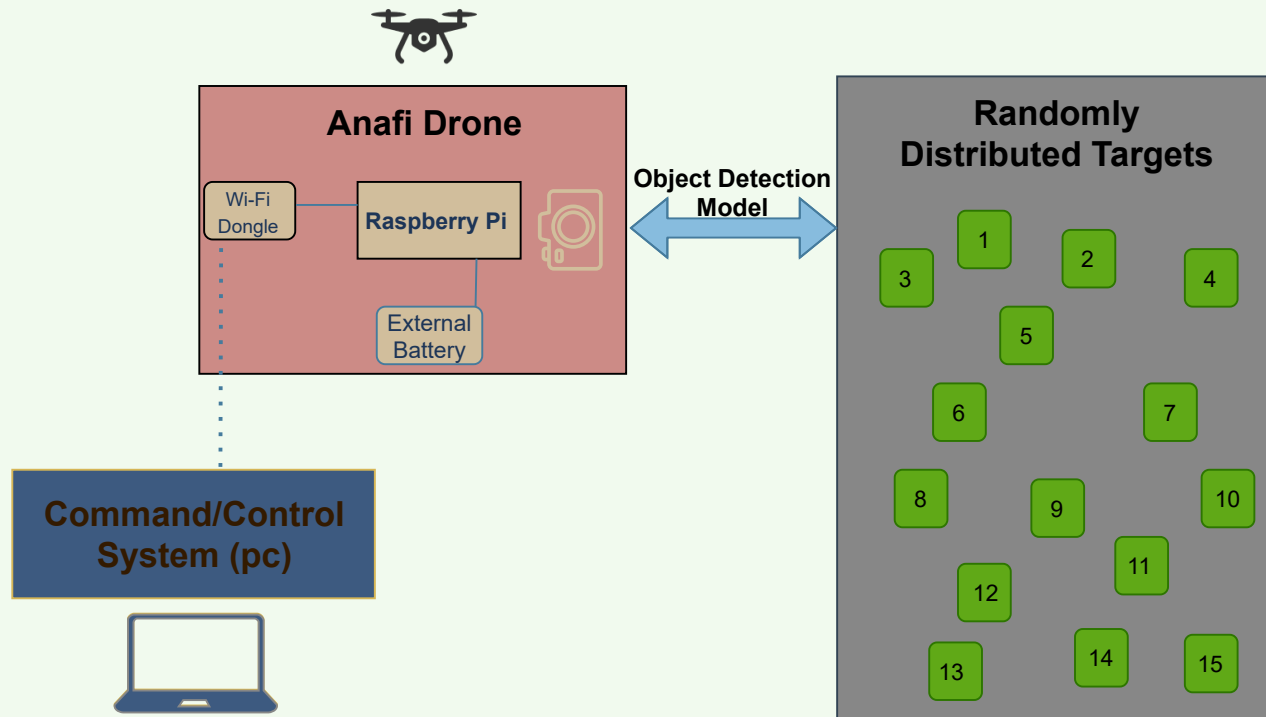 Anafi Drone
Wi-Fi
Dongle
Raspberry Pi
External
Battery
Object Detection
Model
Command/Control
System (pc)
Randomly
Distributed Targets
1
2
3
4
5
6
7
8
9
10
11
12
13
14
15